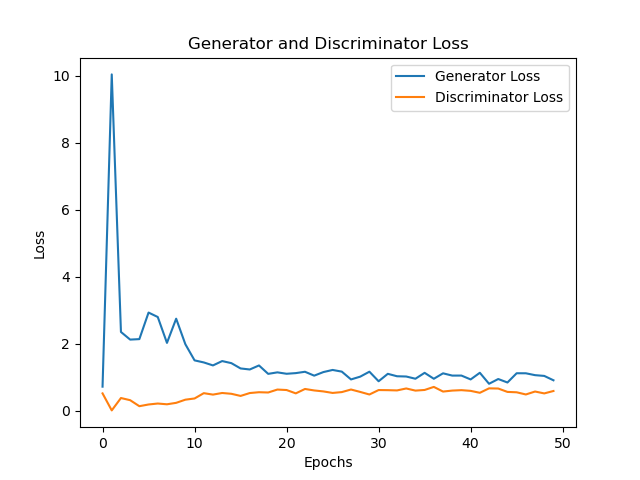 Generator and Discriminator Loss
Generator Loss
Discriminator Loss
10
8
6
4
2
0
Loss
0 10 20 30 40 50
Epochs